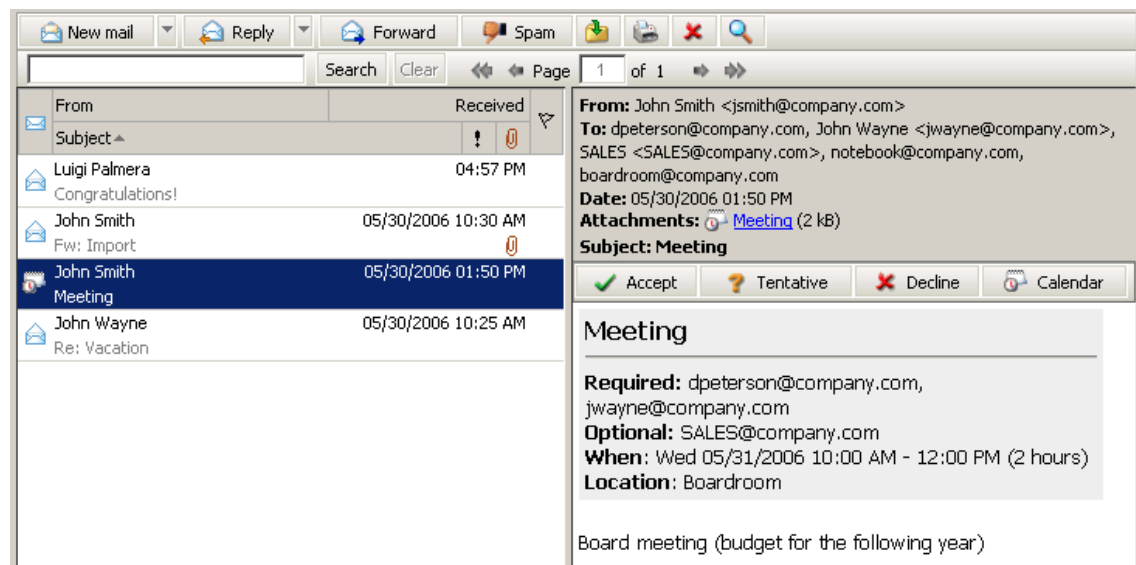 New mail Reply Forward Spam
Search Clear Page 1 of 1
From Received
Subject !
Luigi Palmera 04:57 PM
Congratulations!
John Smith 05/30/2006 10:30 AM
Fw: Import
John Smith 05/30/2006 01:50 PM
Meeting
John Wayne 05/30/2006 10:25 AM
Re: Vacation
From: John Smith <jsmith@company.com>
To: dpeterson@company.com, John Wayne <jwayne@company.com>,
SALES <SALES@company.com>, notebook@company.com,
boardroom@company.com
Date: 05/30/2006 01:50 PM
Attachments: Meeting (2 kB)
Subject: Meeting
Accept Tentative Decline Calendar
Meeting
Required: dpeterson@company.com,
jwayne@company.com
Optional: SALES@company.com
When: Wed 05/31/2006 10:00 AM - 12:00 PM (2 hours)
Location: Boardroom
Board meeting (budget for the following year)